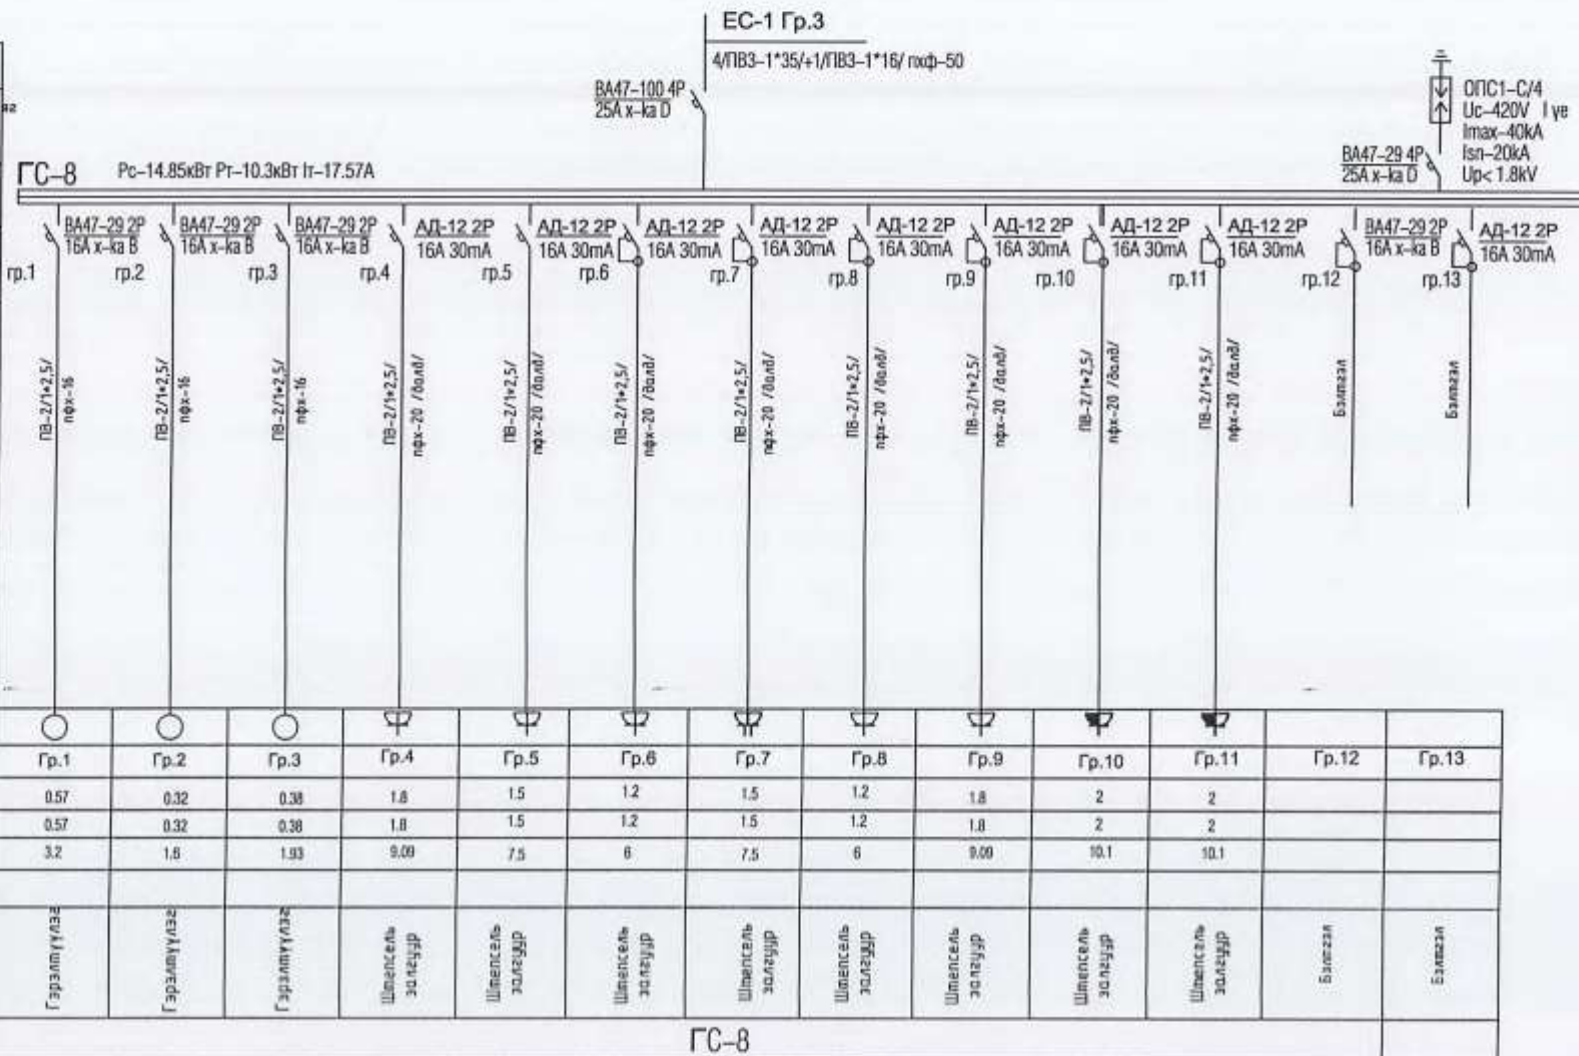 ЕС-1 Гр.3
4/ПВ3-1*35/+1/ПВ3-1*16/ пхф-50
ВА47-100 4Р
25А х-ка D
ОПС1-С/4
Uc-420V I үе
Imax-40kA
Isn-20kA
Up< 1.8kV
ВА47-29 4Р
25А х-ка D
ГС-8 Рс-14.85кВт Рт-10.3кВт Iт-17.57А
ВА47-29 2Р ВА47-29 2Р ВА47-29 2Р АД-12 2Р АД-12 2Р АД-12 2Р АД-12 2Р АД-12 2Р АД-12 2Р АД-12 2Р АД-12 2Р ВА47-29 2Р АД-12 2Р
16А х-ка В 16А х-ка В 16А х-ка В 16А 30mA 16А 30mA 16А 30mA 16А 30mA 16А 30mA 16А 30mA 16А 30mA 16А 30mA 16А х-ка В 16А 30mA
гр.1 гр.2 гр.3 гр.4 гр.5 гр.6 гр.7 гр.8 гр.9 гр.10 гр.11 гр.12 гр.13
ПВ-2/1*2,5/
пфх-16
ПВ-2/1*2,5/
пфх-16
ПВ-2/1*2,5/
пфх-16
ПВ-2/1*2,5/
пфх-20 /далд/
ПВ-2/1*2,5/
пфх-20 /далд/
ПВ-2/1*2,5/
пфх-20 /далд/
ПВ-2/1*2,5/
пфх-20 /далд/
ПВ-2/1*2,5/
пфх-20 /далд/
ПВ-2/1*2,5/
пфх-20 /далд/
ПВ-2/1*2,5/
пфх-20 /далд/
ПВ-2/1*2,5/
пфх-20 /далд/
Бэлтгэл
Бэлтгэл
Гр.1 Гр.2 Гр.3 Гр.4 Гр.5 Гр.6 Гр.7 Гр.8 Гр.9 Гр.10 Гр.11 Гр.12 Гр.13
0.57 0.32 0.38 1.8 1.5 1.2 1.5 1.2 1.8 2 2
0.57 0.32 0.38 1.8 1.5 1.2 1.5 1.2 1.8 2 2
3.2 1.6 1.93 9.09 7.5 6 7.5 6 9.09 10.1 10.1
Гэрэлтүүлэг
Гэрэлтүүлэг
Гэрэлтүүлэг
Штепсель
залгуур
Штепсель
залгуур
Штепсель
залгуур
Штепсель
залгуур
Штепсель
залгуур
Штепсель
залгуур
Штепсель
залгуур
Штепсель
залгуур
Бэлтгэл
Бэлтгэл
ГС-8